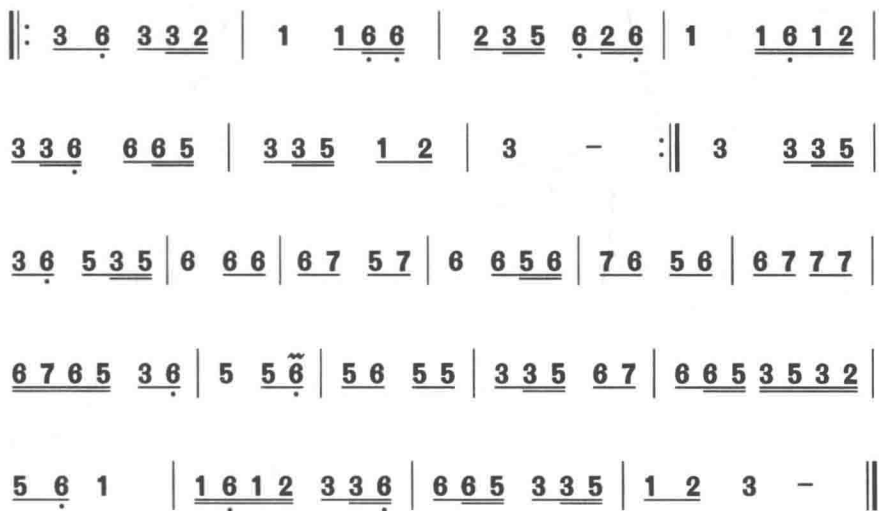 ‖: 3 6̣ 3 3 2 | 1 1 6̣ 6̣ | 2 3 5 6̣ 2 6̣ | 1 1 6̣ 1 2 |
3 3 6̣ 6 6 5 | 3 3 5 1 2 | 3 – :‖ 3 3 3 5 |
3 6̣ 5 3 5 | 6 6 6 | 6 7 5 7 | 6 6 5 6 | 7 6 5 6 | 6 7 7 7 |
6 7 6 5 3 6̣ | 5 5 6̣ | 5 6 5 5 | 3 3 5 6 7 | 6 6 5 3 5 3 2 |
5 6̣ 1 | 1 6̣ 1 2 3 3 6̣ | 6 6 5 3 3 5 | 1 2 3 – ‖